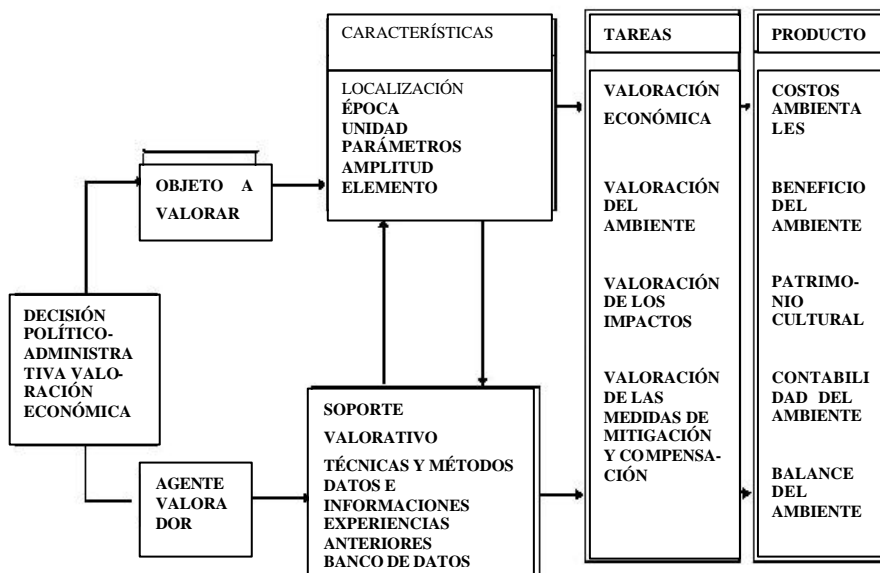 CARACTERÍSTÍCAS
LOCALIZACIÓN
ÉPOCA
UNIDAD
PARÁMETROS
AMPLITUD
ELEMENTO
TAREAS
VALORACIÓN
ECONÓMICA
VALORACIÓN
DEL
AMBIENTE
VALORACIÓN
DE LOS
IMPACTOS
VALORACIÓN
DE LAS
MEDIDAS DE
MITIGACIÓN
Y COMPENSA-
CIÓN
PRODUCTO
COSTOS
AMBIENTA
LES
BENEFICIO
DEL
AMBIENTE
PATRIMO-
NIO
CULTURAL
CONTABILI
DAD DEL
AMBIENTE
BALANCE
DEL
AMBIENTE
OBJETO A
VALORAR
DECISIÓN
POLÍTICO-
ADMINISTRA
TIVA VALO-
RACIÓN
ECONÓMICA
AGENTE
VALORA
DOR
SOPORTE
VALORATIVO
TÉCNICAS Y MÉTODOS
DATOS E
INFORMACIONES
EXPERIENCIAS
ANTERIORES
BANCO DE DATOS